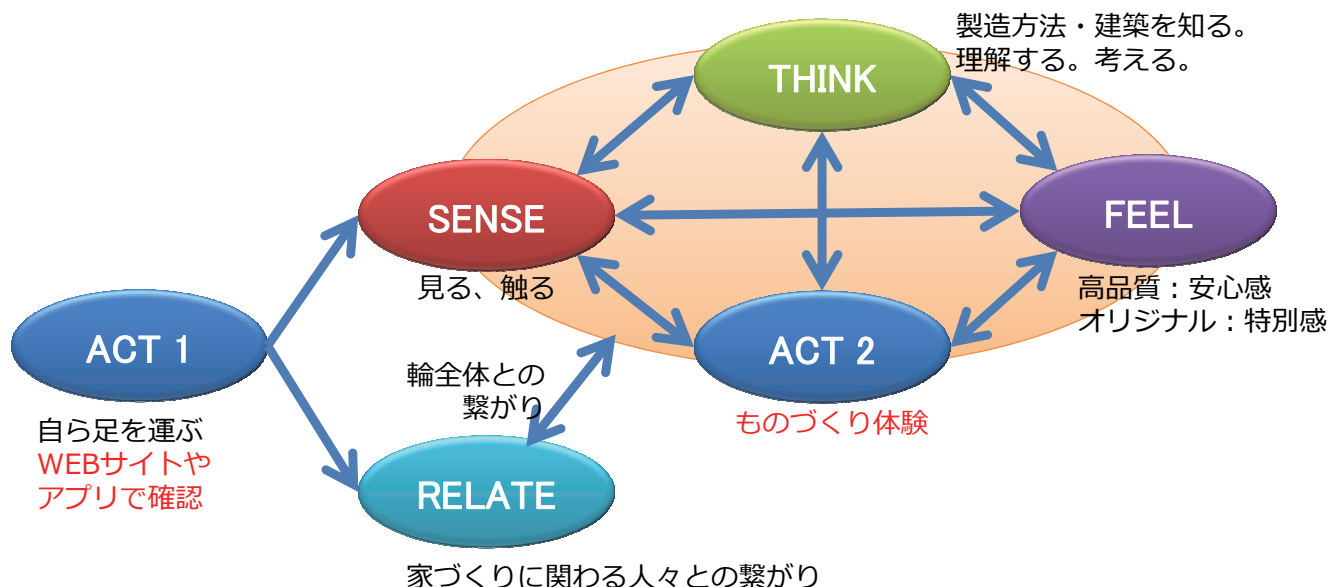 製造方法・建築を知る。
理解する。考える。
THINK
SENSE
FEEL
見る、触る
高品質：安心感
オリジナル：特別感
ACT 1
ACT 2
輪全体との
繋がり
ものづくり体験
自ら足を運ぶ
WEBサイトや
アプリで確認
RELATE
家づくりに関わる人々との繋がり